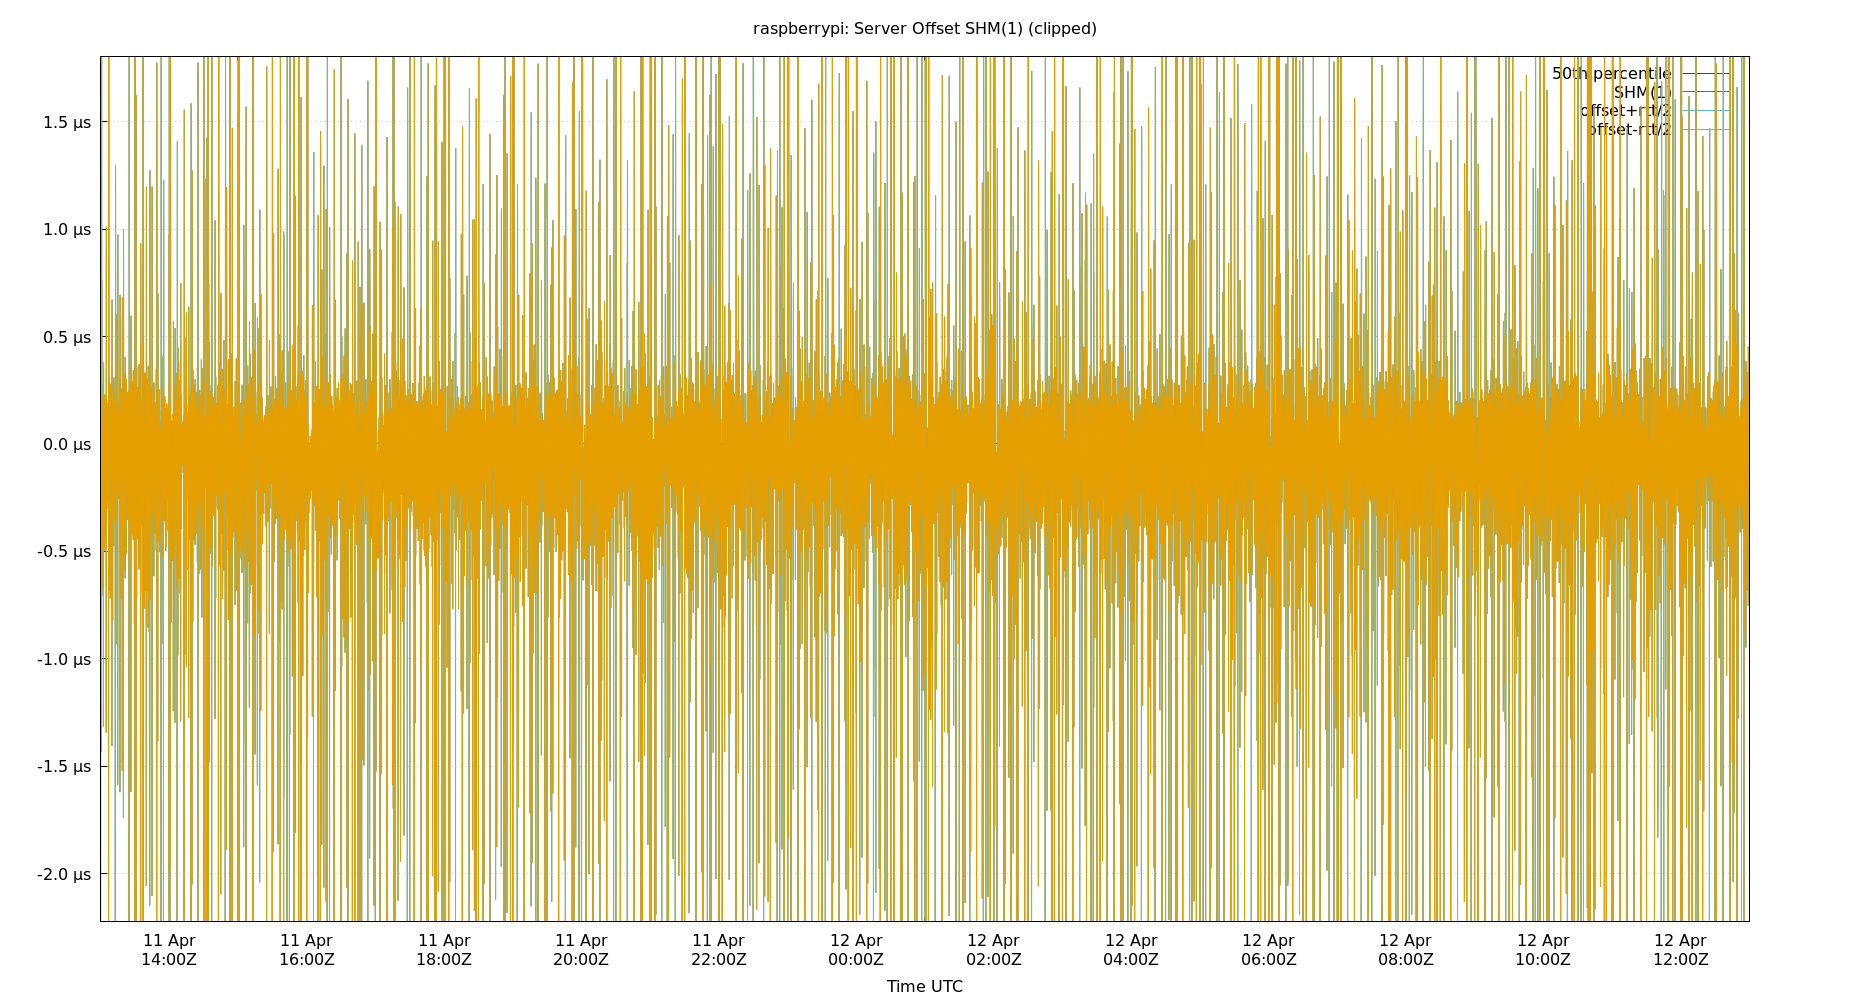 raspberrypi: Server Offset SHM(1) (clipped)
50th percentile
SHM(1)
offset+rtt/2
offset-rtt/2
1.5 µs
1.0 µs
0.5 µs
0.0 µs
-0.5 µs
-1.0 µs
-1.5 µs
-2.0 µs
11 Apr 11 Apr 11 Apr 11 Apr 11 Apr 12 Apr 12 Apr 12 Apr 12 Apr 12 Apr 12 Apr 12 Apr
14:00Z 16:00Z 18:00Z 20:00Z 22:00Z 00:00Z 02:00Z 04:00Z 06:00Z 08:00Z 10:00Z 12:00Z
Time UTC